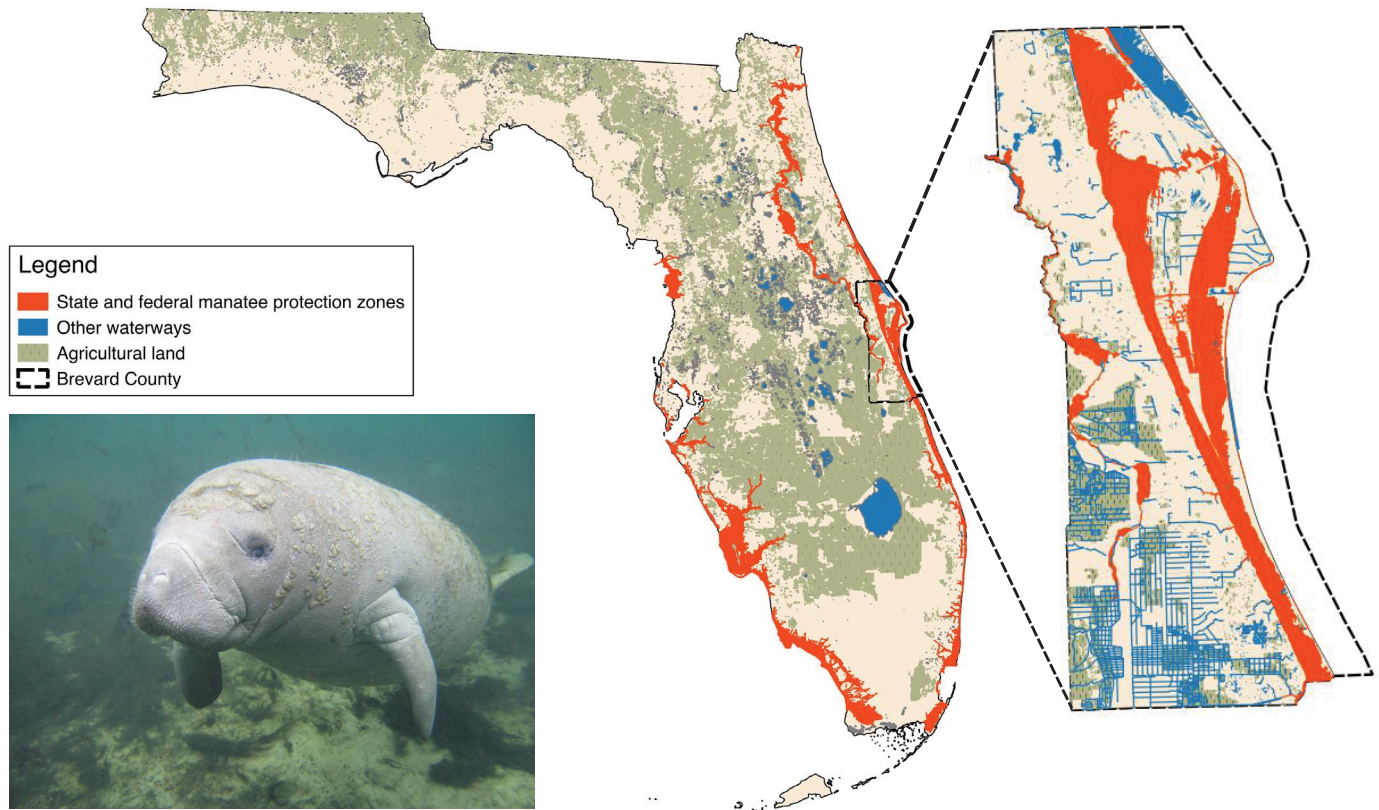 Legend
State and federal manatee protection zones
Other waterways
Agricultural land
Brevard County